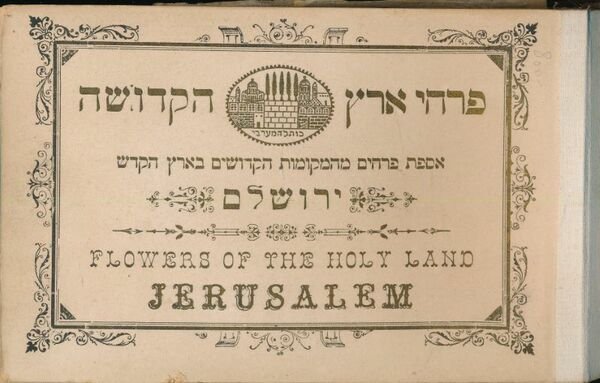 פרחי ארץ הקדושה
כותל המערבי
אספת פרחים מהמקומות הקדושים בארץ הקדש
ירושלם
FLOWERS OF THE HOLY LAND
JERUSALEM